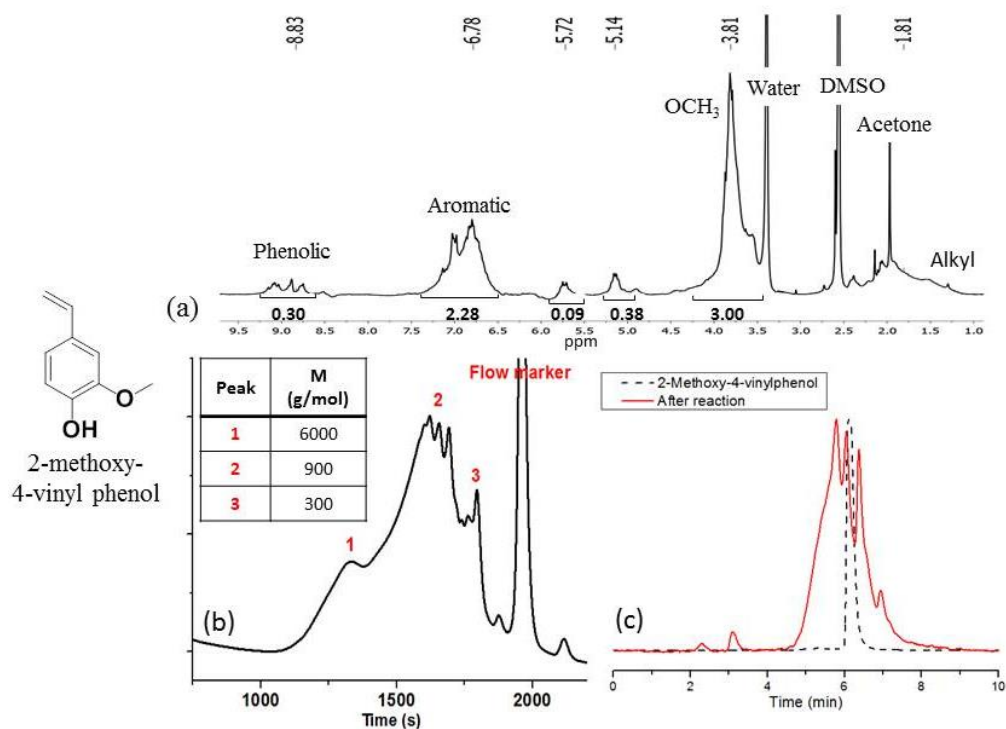 -8.83
-6.78
-5.72
-5.14
-3.81
-1.81
Phenolic
Aromatic
OCH3
Water
DMSO
Acetone
Alkyl
(a)
0.30
2.28
0.09
0.38
3.00
9.5 9.0 8.5 8.0 7.5 7.0 6.5 6.0 5.5 5.0 4.5 4.0 3.5 3.0 2.5 2.0 1.5 1.0
ppm
O
OH
2-methoxy-
4-vinyl phenol
Peak M (g/mol)
1 6000
2 900
3 300
Flow marker
1
2
3
(b)
1000 1500 2000
Time (s)
2-Methoxy-4-vinylphenol
After reaction
(c)
0 2 4 6 8 10
Time (min)